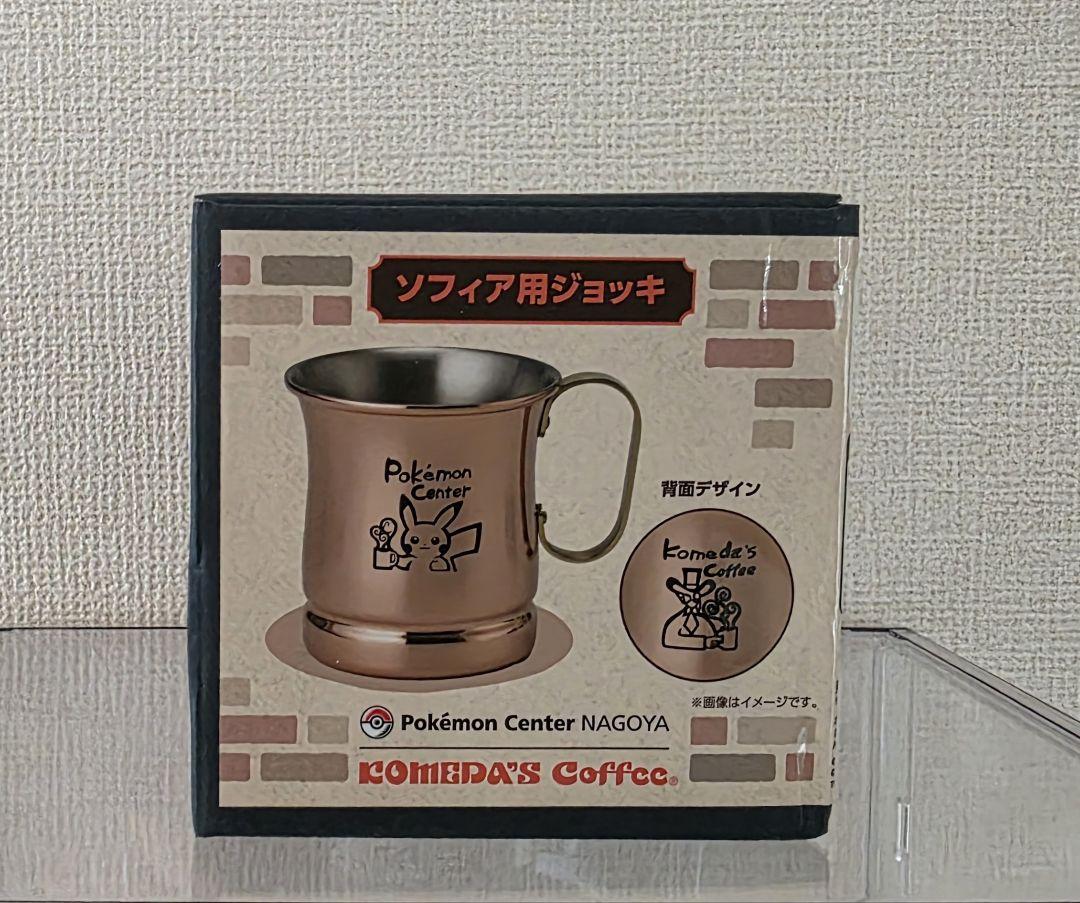 ソフィア用ジョッキ
Pokémon
Center
背面デザイン
Komeda's
Coffee
※画像はイメージです。
Pokémon Center NAGOYA
KOMEDA'S Coffee®